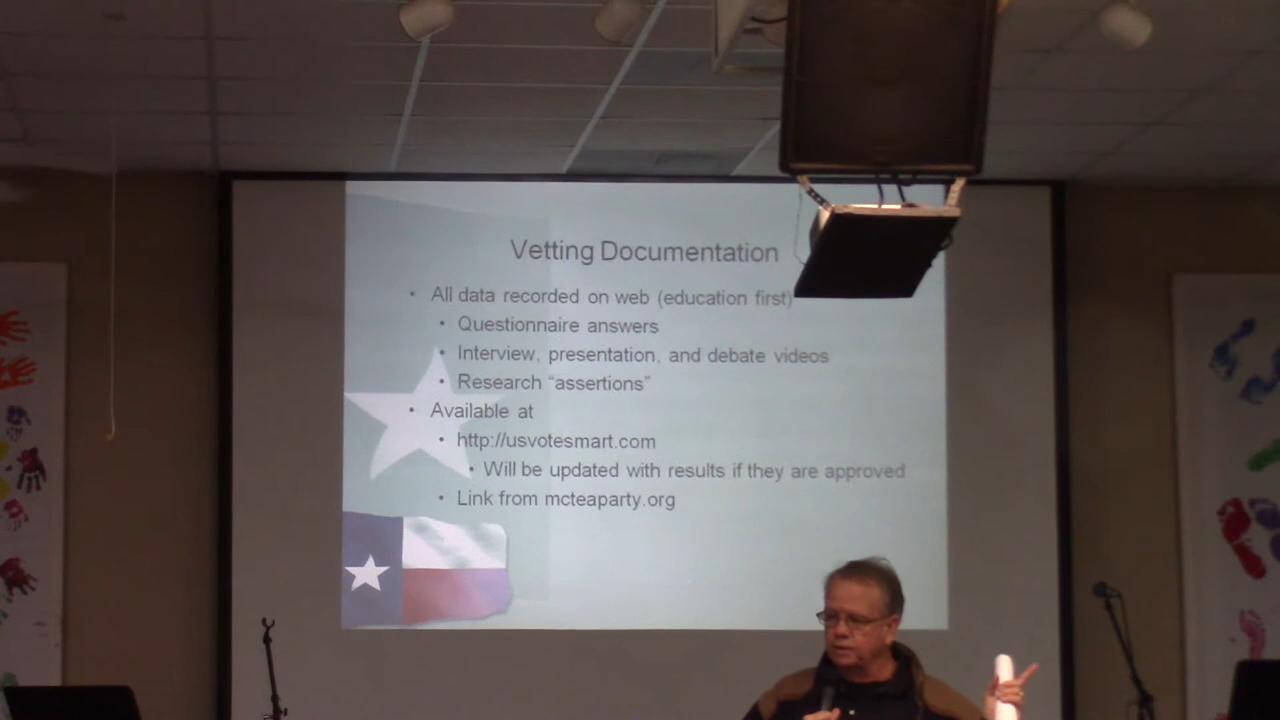 Vetting Documentation
• All data recorded on web (education first)
• Questionnaire answers
• Interview, presentation, and debate videos
• Research "assertions"
• Available at
• http://usvotesmart.com
• Will be updated with results if they are approved
• Link from mcteaparty.org